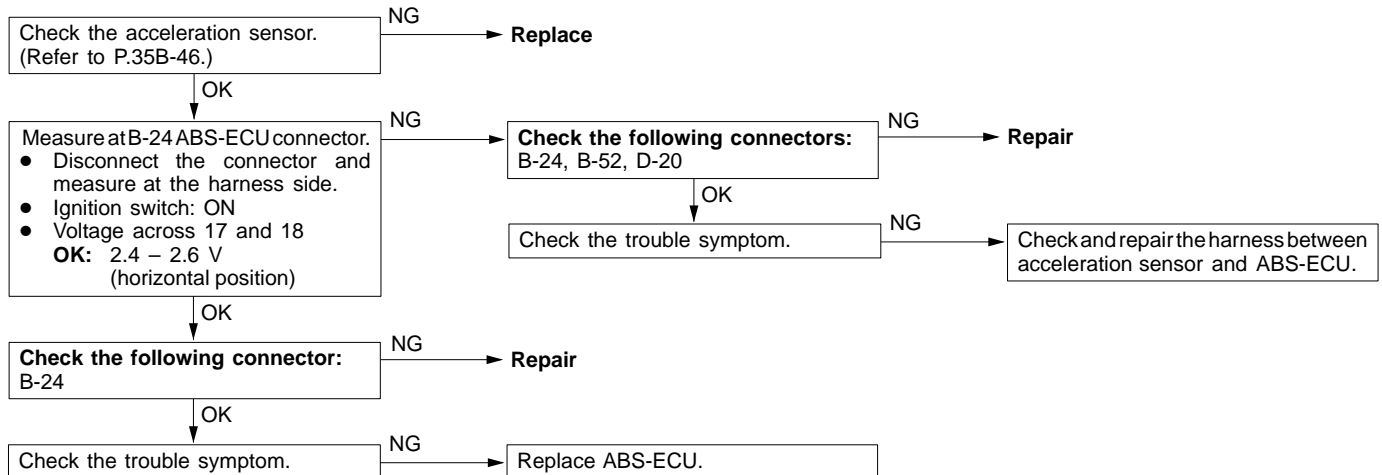 Check the acceleration sensor.
(Refer to P.35B-46.)
NG
Replace
OK
Measure at B-24 ABS-ECU connector.
● Disconnect the connector and
measure at the harness side.
● Ignition switch: ON
● Voltage across 17 and 18
OK: 2.4 – 2.6 V
(horizontal position)
NG
Check the following connectors:
B-24, B-52, D-20
NG
Repair
OK
Check the trouble symptom.
NG
Check and repair the harness between
acceleration sensor and ABS-ECU.
OK
Check the following connector:
B-24
NG
Repair
OK
Check the trouble symptom.
NG
Replace ABS-ECU.